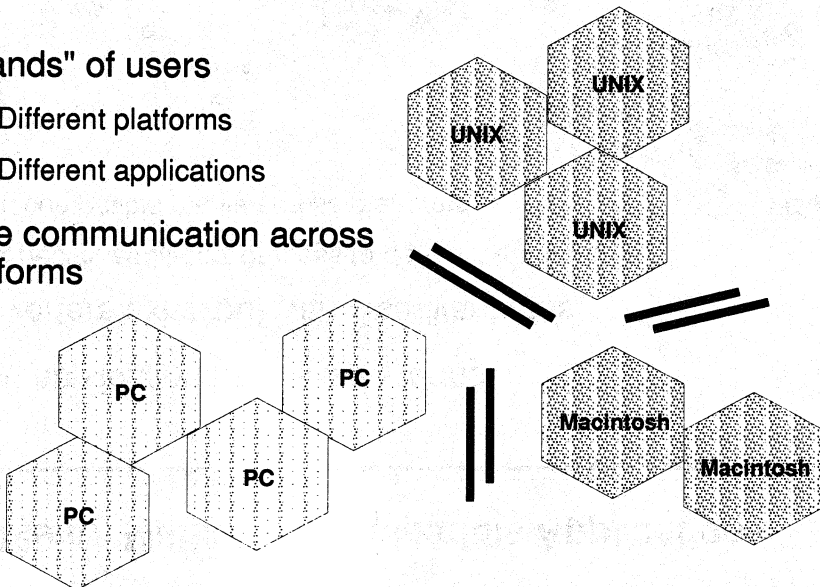 ands" of users
Different platforms
Different applications
e communication across
forms
UNIX
UNIX
UNIX
PC
PC
PC
PC
Macintosh
Macintosh